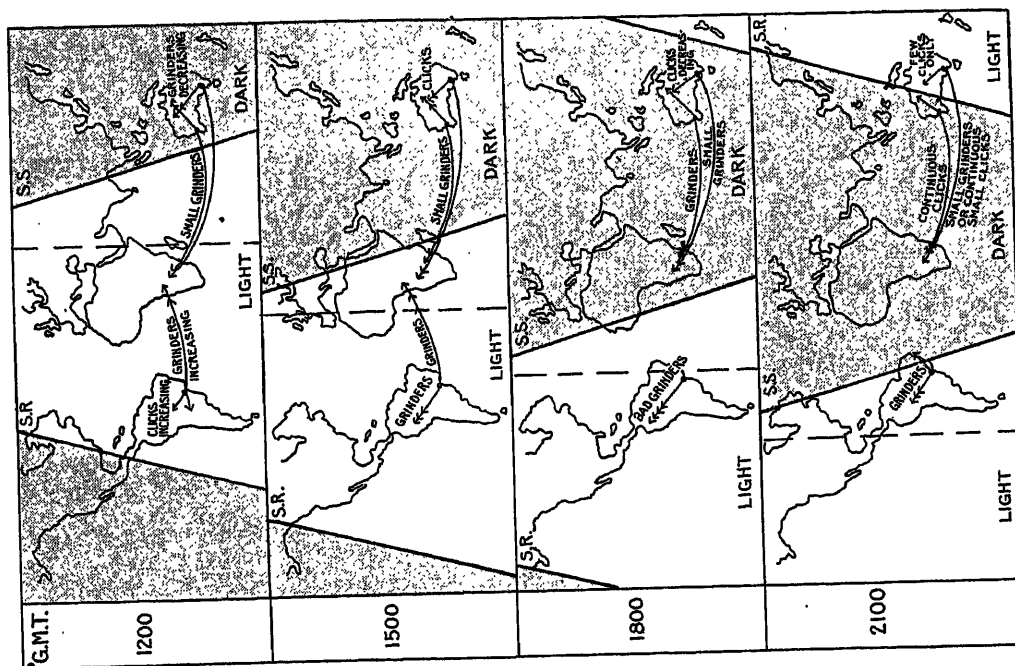 G.M.T.
1200
S.R
S.S
CLICKS
INCREASING
GRINDERS
INCREASING
SMALL GRINDERS
GRINDERS
DECREASING
LIGHT
DARK
1500
S.R.
S.S
GRINDERS
GRINDERS
SMALL GRINDERS
CLICKS
LIGHT
DARK
1800
S.R.
S.S.
BAD GRINDERS
GRINDERS
SMALL
GRINDERS
CLICKS
DECREAS-
ING
LIGHT
DARK
2100
S.S
S.R.
GRINDERS
CONTINUOUS
CLICKS
SMALL GRINDERS
OR CONTINUOUS
SMALL CLICKS
FEW
CLICKS
ONLY
LIGHT
DARK
LIGHT